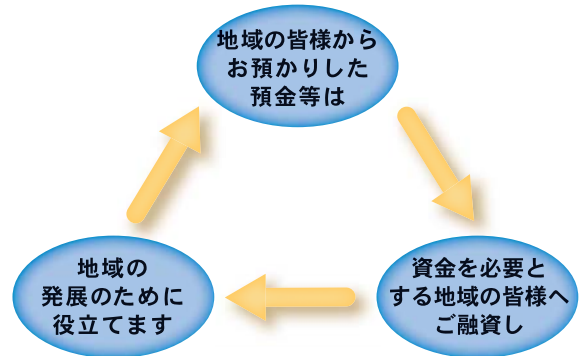 地域の皆様から
お預かりした
預金等は
資金を必要と
する地域の皆様へ
ご融資し
地域の
発展のために
役立てます